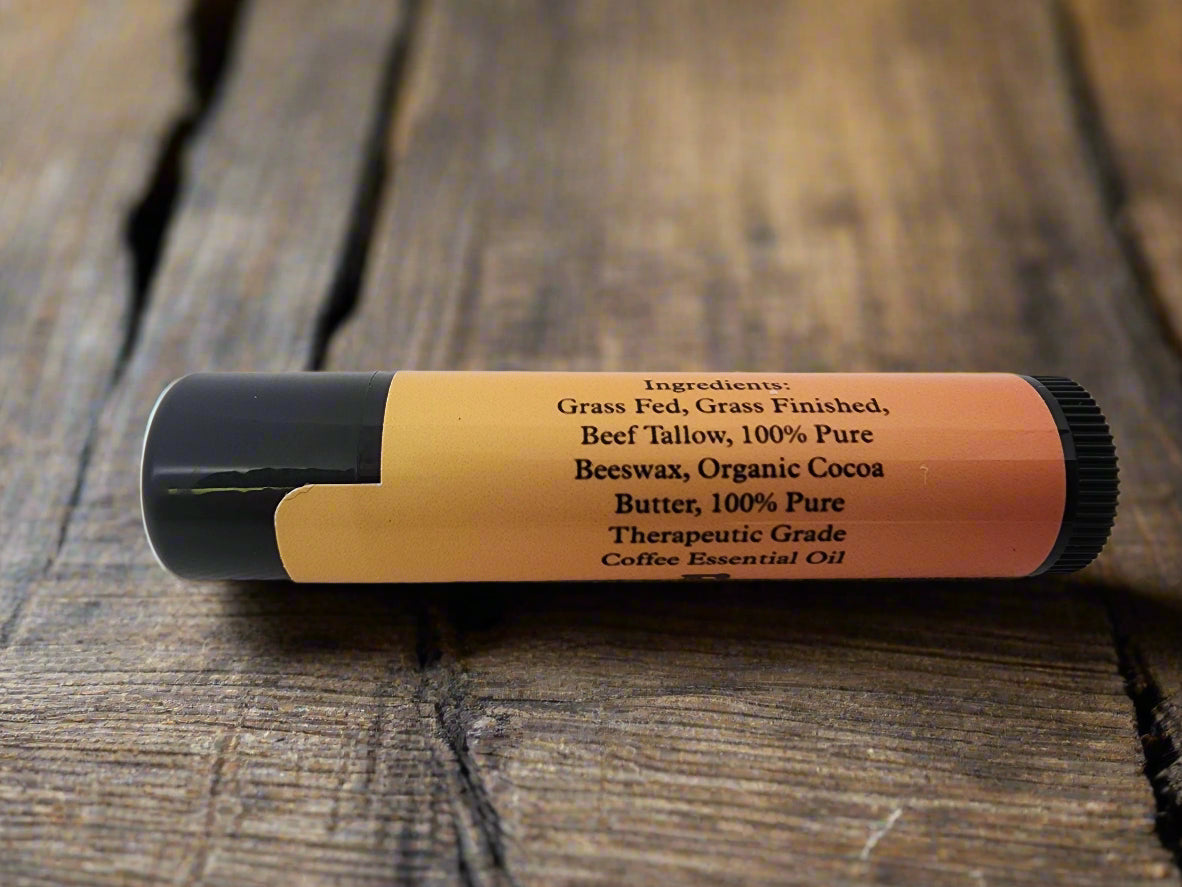 Ingredients:
Grass Fed, Grass Finished,
Beef Tallow, 100% Pure
Beeswax, Organic Cocoa
Butter, 100% Pure
Therapeutic Grade
Coffee Essential Oil